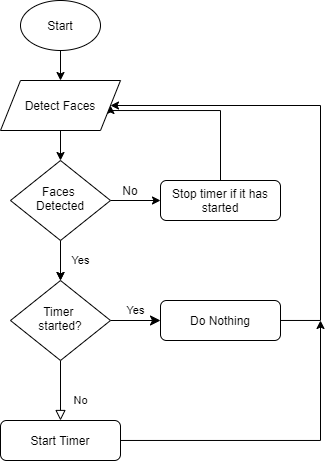 Start
Detect Faces
Faces
Detected
No
Stop timer if it has
started
Yes
Timer
started?
Yes
Do Nothing
No
Start Timer